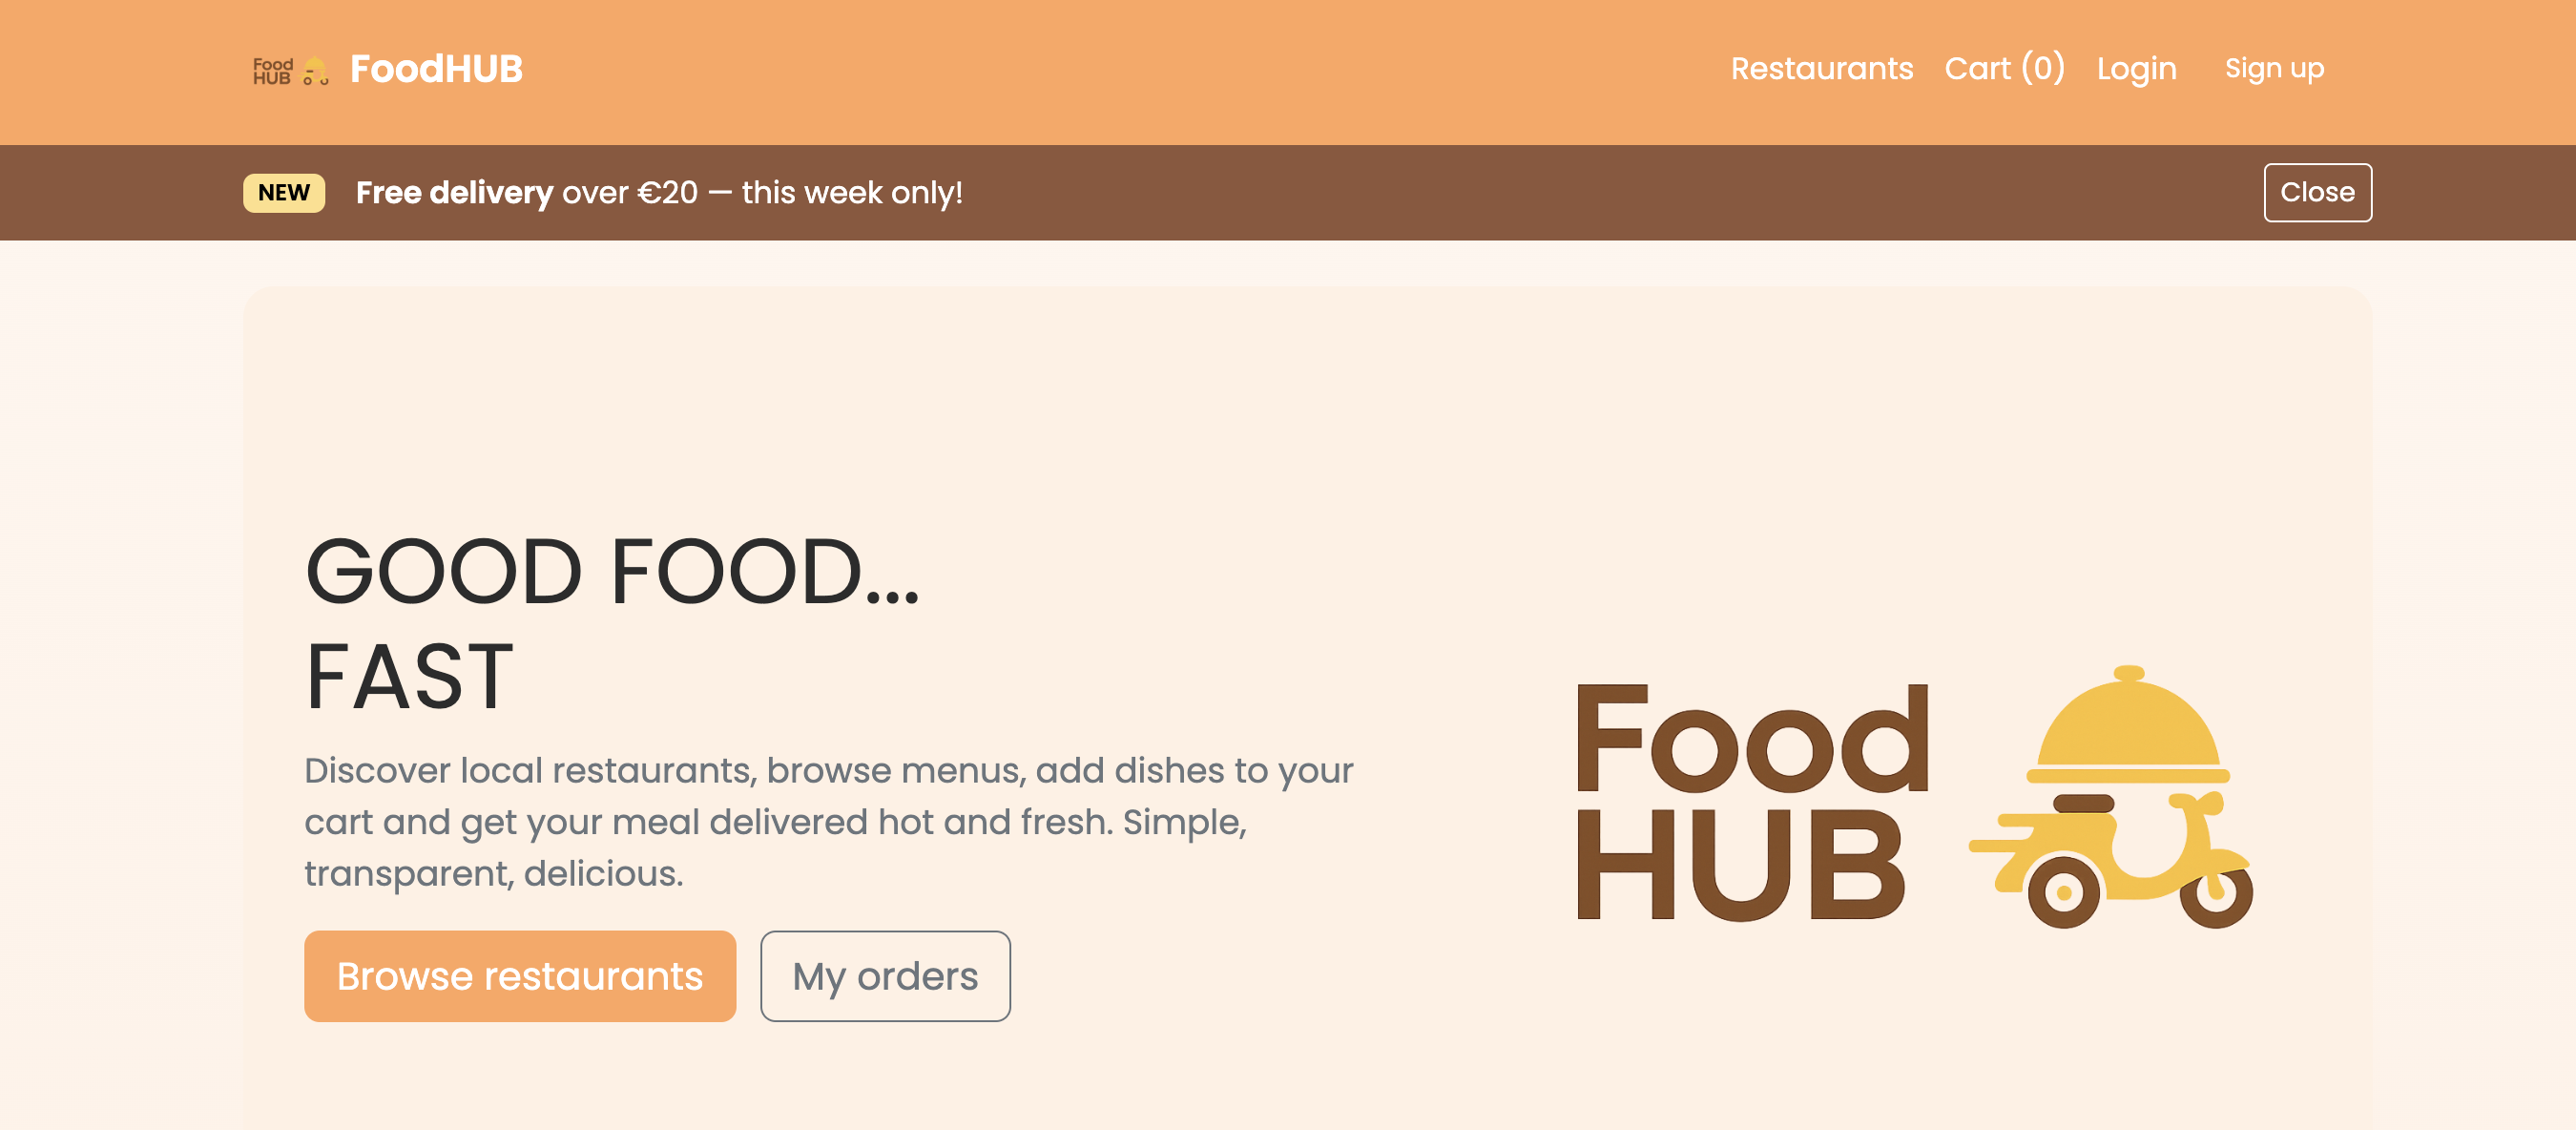 Food
HUB
FoodHUB
Restaurants
Cart (0)
Login
Sign up
NEW
Free delivery over €20 — this week only!
Close
GOOD FOOD...
FAST
Discover local restaurants, browse menus, add dishes to your
cart and get your meal delivered hot and fresh. Simple,
transparent, delicious.
Browse restaurants
My orders
Food
HUB